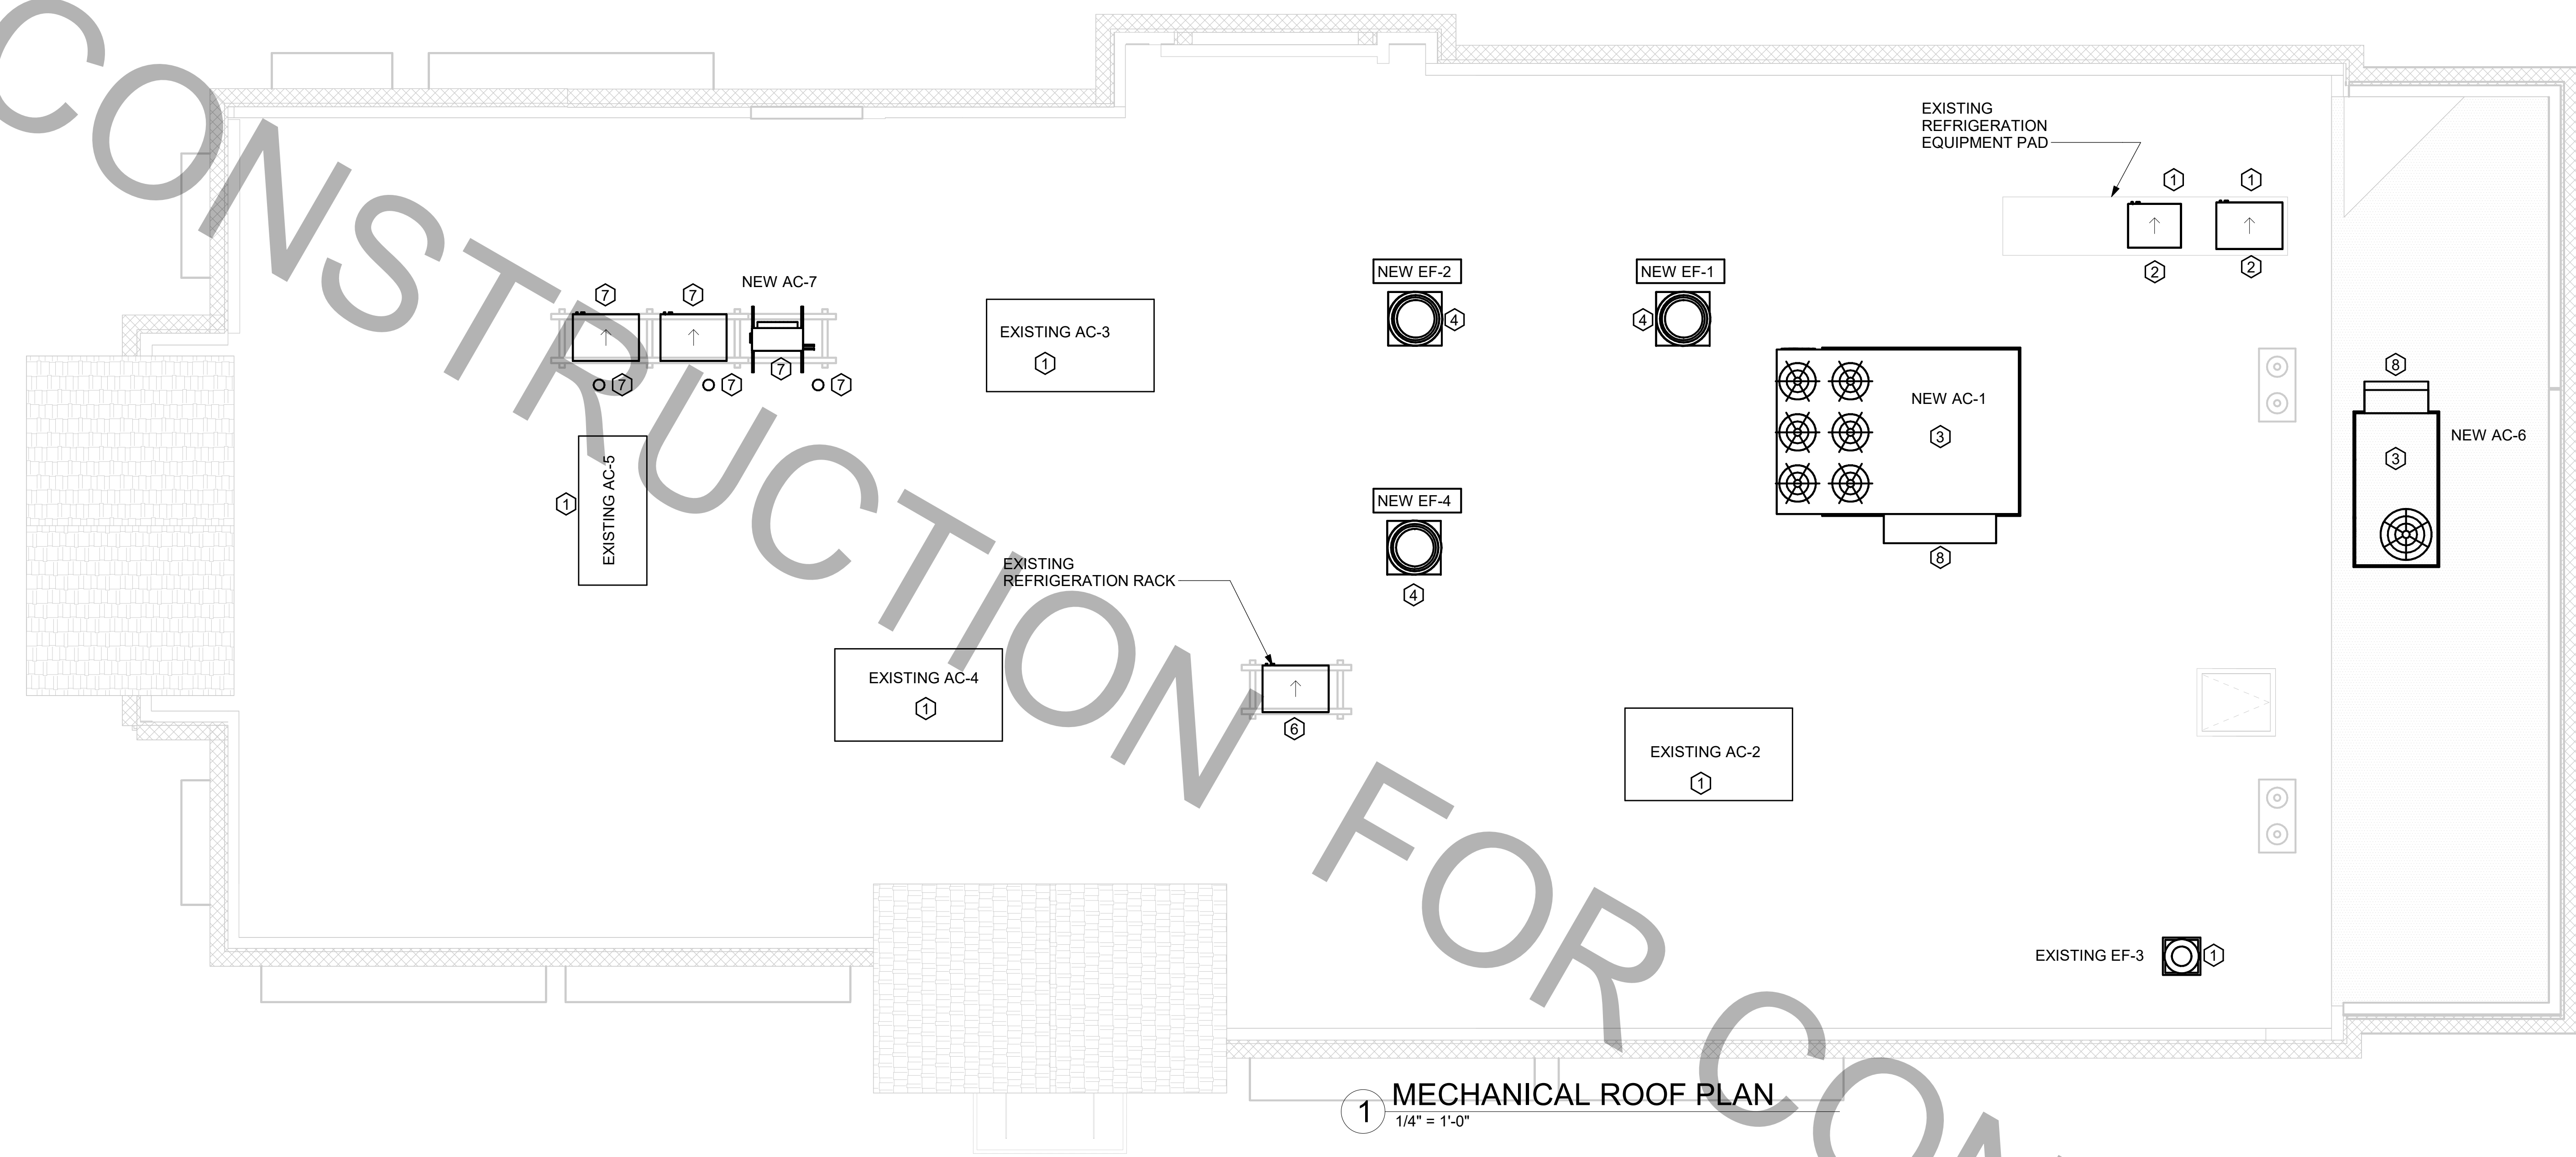 CONSTRUCTION FOR CON
EXISTING
REFRIGERATION
EQUIPMENT PAD
1
1
2
2
NEW EF-2
4
NEW EF-1
4
NEW AC-7
7
7
7
7
7
7
EXISTING AC-3
1
NEW AC-1
3
8
8
NEW AC-6
3
EXISTING AC-5
1
NEW EF-4
4
EXISTING
REFRIGERATION RACK
6
EXISTING AC-4
1
EXISTING AC-2
1
EXISTING EF-3
1
1
MECHANICAL ROOF PLAN
1/4" = 1'-0"